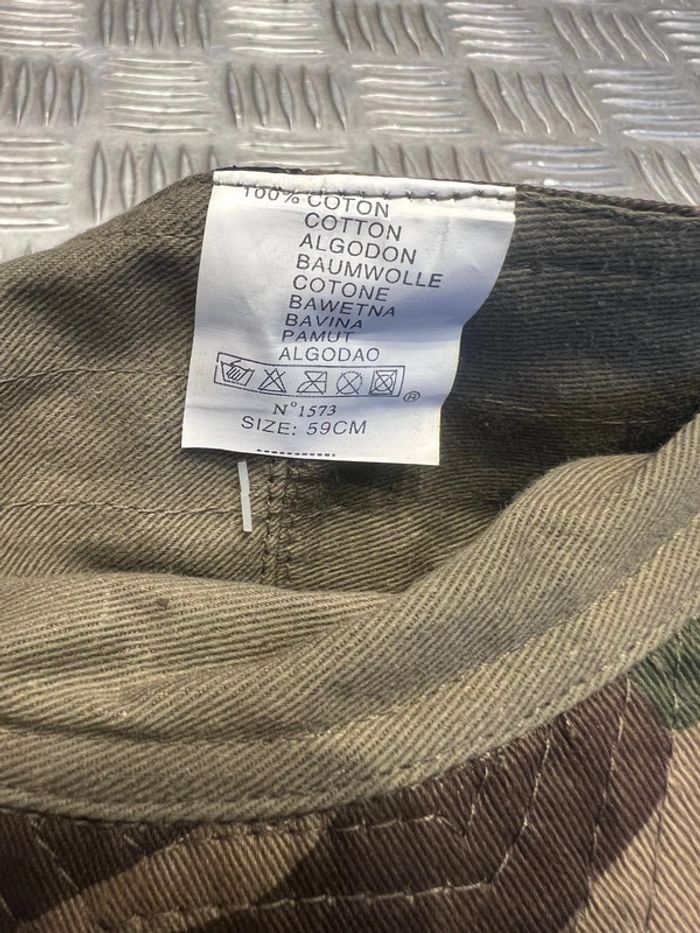 100% COTON
COTTON
ALGODON
BAUMWOLLE
COTONE
BAWETNA
BAVINA
PAMUT
ALGODAO
®
N° 1573
SIZE: 59CM